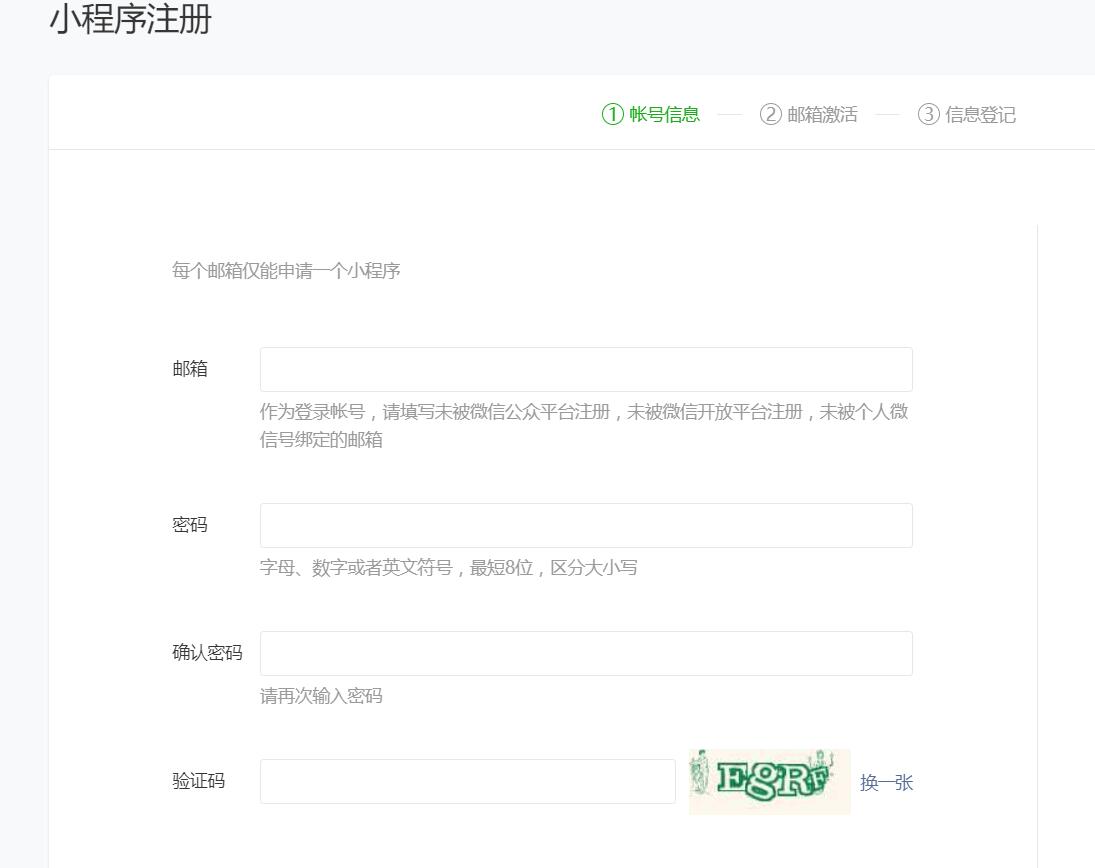 小程序注册
① 帐号信息 — ② 邮箱激活 — ③ 信息登记
每个邮箱仅能申请一个小程序
邮箱
作为登录帐号，请填写未被微信公众平台注册，未被微信开放平台注册，未被个人微
信号绑定的邮箱
密码
字母、数字或者英文符号，最短8位，区分大小写
确认密码
请再次输入密码
验证码 EgRF 换一张